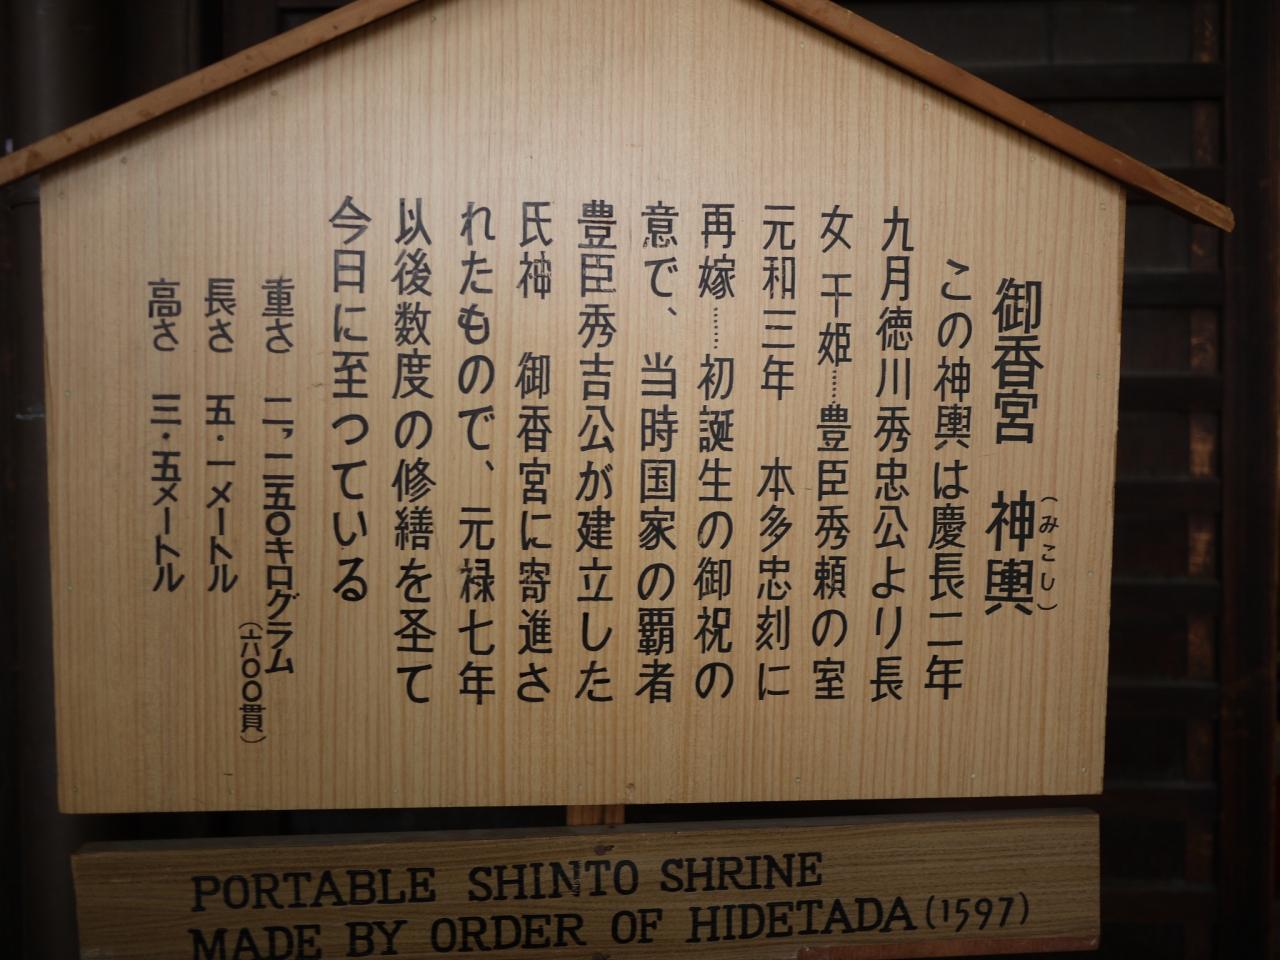 御香宮 神輿
（みこし）
この神輿は慶長二年
九月徳川秀忠公より長
女 千姫……豊臣秀頼の室
元和三年 本多忠刻に
再嫁……初誕生の御祝の
意で、当時国家の覇者
豊臣秀吉公が建立した
氏神 御香宮に寄進さ
れたもので、元禄七年
以後数度の修繕を圣て
今日に至つている
重さ 二,二五〇キログラム
（六〇〇貫）
長さ 五・一メートル
高さ 三・五メートル
PORTABLE SHINTO SHRINE
MADE BY ORDER OF HIDETADA (1597)